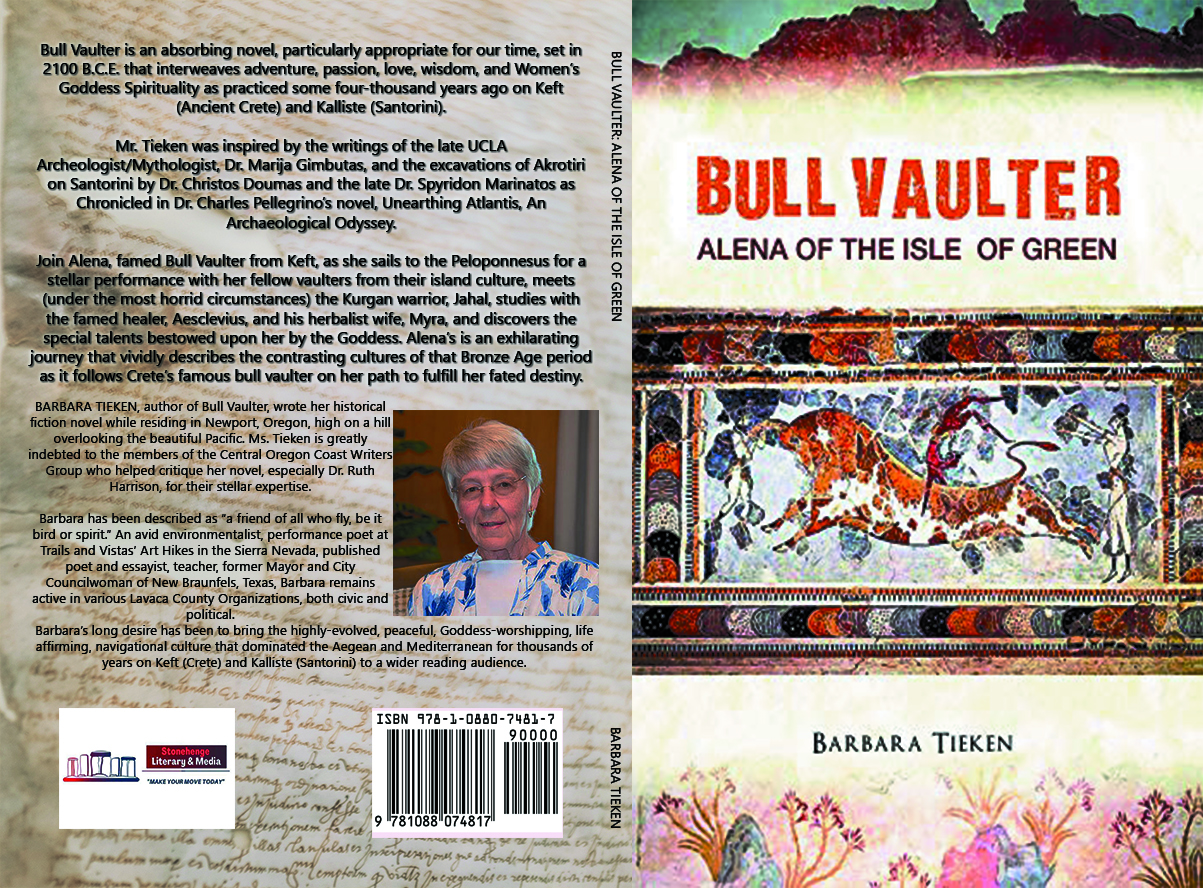 Bull Vaulter is an absorbing novel, particularly appropriate for our time, set in
2100 B.C.E. that interweaves adventure, passion, love, wisdom, and Women's
Goddess Spirituality as practiced some four-thousand years ago on Keft
(Ancient Crete) and Kalliste (Santorini).
Mr. Tieken was inspired by the writings of the late UCLA
Archeologist/Mythologist, Dr. Marija Gimbutas, and the excavations of Akrotiri
on Santorini by Dr. Christos Doumas and the late Dr. Spyridon Marinatos as
Chronicled in Dr. Charles Pellegrino's novel, Unearthing Atlantis, An
Archaeological Odyssey.
Join Alena, famed Bull Vaulter from Keft, as she sails to the Peloponnesus for a
stellar performance with her fellow vaulters from their island culture, meets
(under the most horrid circumstances) the Kurgan warrior, Jahal, studies with
the famed healer, Aesclevius, and his herbalist wife, Myra, and discovers the
special talents bestowed upon her by the Goddess. Alena's is an exhilarating
journey that vividly describes the contrasting cultures of that Bronze Age period
as it follows Crete's famous bull vaulter on her path to fulfill her fated destiny.
BARBARA TIEKEN, author of Bull Vaulter, wrote her historical
fiction novel while residing in Newport, Oregon, high on a hill
overlooking the beautiful Pacific. Ms. Tieken is greatly
indebted to the members of the Central Oregon Coast Writers
Group who helped critique her novel, especially Dr. Ruth
Harrison, for their stellar expertise.
Barbara has been described as "a friend of all who fly, be it
bird or spirit." An avid environmentalist, performance poet at
Trails and Vistas' Art Hikes in the Sierra Nevada, published
poet and essayist, teacher, former Mayor and City
Councilwoman of New Braunfels, Texas, Barbara remains
active in various Lavaca County Organizations, both civic and
political.
Barbara's long desire has been to bring the highly-evolved, peaceful, Goddess-worshipping, life
affirming, navigational culture that dominated the Aegean and Mediterranean for thousands of
years on Keft (Crete) and Kalliste (Santorini) to a wider reading audience.
Stonehenge
Literary & Media
"MAKE YOUR MOVE TODAY"
ISBN 978-1-0880-7481-7
90000
9 781088 074817
BULL VAULTER: ALENA OF THE ISLE OF GREEN
BARBARA TIEKEN
BULL VAULTER
ALENA OF THE ISLE OF GREEN
BARBARA TIEKEN